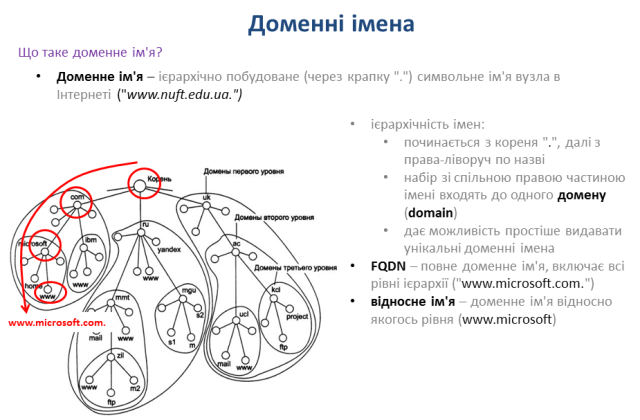 Доменні імена
Що таке доменне ім'я?
• Доменне ім'я – ієрархічно побудоване (через крапку ".") символьне ім'я вузла в
Інтернеті ("www.nuft.edu.ua.")
• ієрархічність імен:
• починається з кореня ".", далі з
права-ліворуч по назві
• набір зі спільною правою частиною
імені входять до одного домену
(domain)
• дає можливість простіше видавати
унікальні доменні імена
• FQDN – повне доменне ім'я, включає всі
рівні ієрархії ("www.microsoft.com.")
• відносне ім'я – доменне ім'я відносно
якогось рівня (www.microsoft)
Корень
Домены первого уровня
com
uk
Домены второго уровня
ru
microsoft
ibm
yandex
ac
Домены третьего уровня
home
www
www
www
mmt
mgu
kcl
www.microsoft.com.
ucl
project
s2
mail
www
s1
m
ftp
zil
mail
www
www
m2
ftp